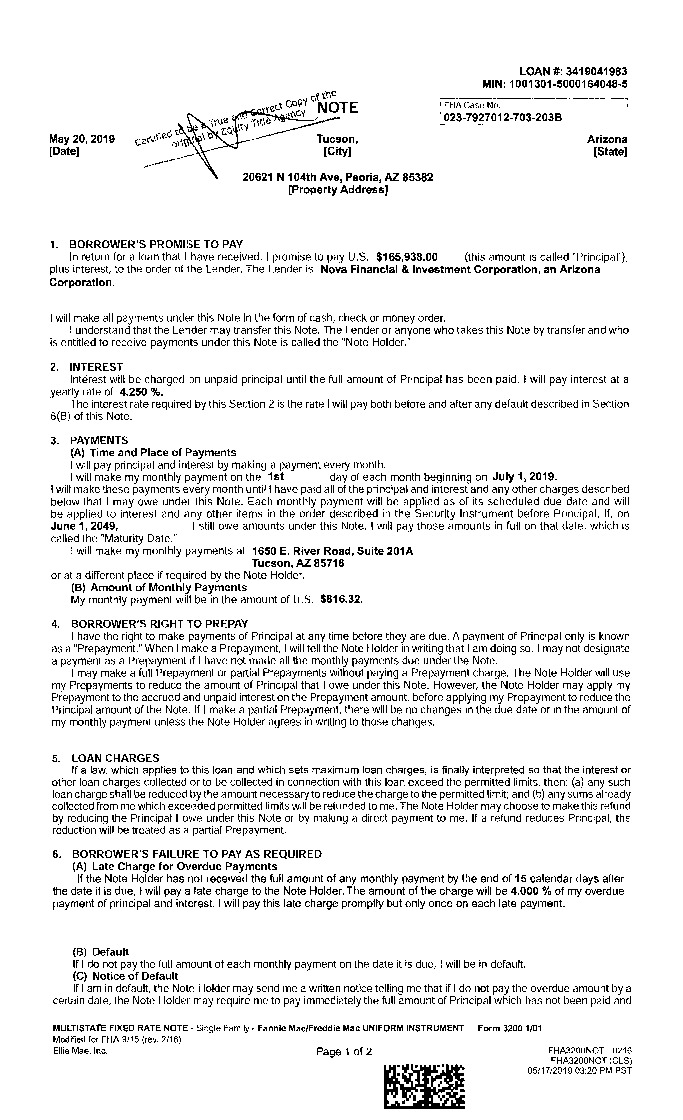 LOAN #: 3419041983
MIN: 1001301-5000164048-5
Certified to be a True and Correct Copy of the
original by Equity Title Agency
NOTE
FHA Case No.
023-7927012-703-203B
May 20, 2019
[Date]
Tucson,
[City]
Arizona
[State]
20621 N 104th Ave, Peoria, AZ 85382
[Property Address]
1. BORROWER'S PROMISE TO PAY
In return for a loan that I have received, I promise to pay U.S. $165,938.00 (this amount is called "Principal"),
plus interest, to the order of the Lender. The Lender is Nova Financial & Investment Corporation, an Arizona
Corporation.
I will make all payments under this Note in the form of cash, check or money order.
I understand that the Lender may transfer this Note. The Lender or anyone who takes this Note by transfer and who
is entitled to receive payments under this Note is called the "Note Holder."
2. INTEREST
Interest will be charged on unpaid principal until the full amount of Principal has been paid. I will pay interest at a
yearly rate of 4.250 %.
The interest rate required by this Section 2 is the rate I will pay both before and after any default described in Section
6(B) of this Note.
3. PAYMENTS
(A) Time and Place of Payments
I will pay principal and interest by making a payment every month.
I will make my monthly payment on the 1st day of each month beginning on July 1, 2019.
I will make these payments every month until I have paid all of the principal and interest and any other charges described
below that I may owe under this Note. Each monthly payment will be applied as of its scheduled due date and will
be applied to interest and any other items in the order described in the Security Instrument before Principal. If, on
June 1, 2049, I still owe amounts under this Note, I will pay those amounts in full on that date, which is
called the "Maturity Date."
I will make my monthly payments at 1650 E. River Road, Suite 201A
Tucson, AZ 85718
or at a different place if required by the Note Holder.
(B) Amount of Monthly Payments
My monthly payment will be in the amount of U.S. $816.32.
4. BORROWER'S RIGHT TO PREPAY
I have the right to make payments of Principal at any time before they are due. A payment of Principal only is known
as a "Prepayment." When I make a Prepayment, I will tell the Note Holder in writing that I am doing so. I may not designate
a payment as a Prepayment if I have not made all the monthly payments due under the Note.
I may make a full Prepayment or partial Prepayments without paying a Prepayment charge. The Note Holder will use
my Prepayments to reduce the amount of Principal that I owe under this Note. However, the Note Holder may apply my
Prepayment to the accrued and unpaid interest on the Prepayment amount, before applying my Prepayment to reduce the
Principal amount of the Note. If I make a partial Prepayment, there will be no changes in the due date or in the amount of
my monthly payment unless the Note Holder agrees in writing to those changes.
5. LOAN CHARGES
If a law, which applies to this loan and which sets maximum loan charges, is finally interpreted so that the interest or
other loan charges collected or to be collected in connection with this loan exceed the permitted limits, then: (a) any such
loan charge shall be reduced by the amount necessary to reduce the charge to the permitted limit; and (b) any sums already
collected from me which exceeded permitted limits will be refunded to me. The Note Holder may choose to make this refund
by reducing the Principal I owe under this Note or by making a direct payment to me. If a refund reduces Principal, the
reduction will be treated as a partial Prepayment.
6. BORROWER'S FAILURE TO PAY AS REQUIRED
(A) Late Charge for Overdue Payments
If the Note Holder has not received the full amount of any monthly payment by the end of 15 calendar days after
the date it is due, I will pay a late charge to the Note Holder. The amount of the charge will be 4.000 % of my overdue
payment of principal and interest. I will pay this late charge promptly but only once on each late payment.
(B) Default
If I do not pay the full amount of each monthly payment on the date it is due, I will be in default.
(C) Notice of Default
If I am in default, the Note Holder may send me a written notice telling me that if I do not pay the overdue amount by a
certain date, the Note Holder may require me to pay immediately the full amount of Principal which has not been paid and
MULTISTATE FIXED RATE NOTE - Single Family - Fannie Mae/Freddie Mac UNIFORM INSTRUMENT Form 3200 1/01
Modified for FHA 9/15 (rev. 2/16)
Ellie Mae, Inc.
Page 1 of 2
FHA3200NOT 0216
FHA3200NOT (CLS)
05/17/2019 03:20 PM PST